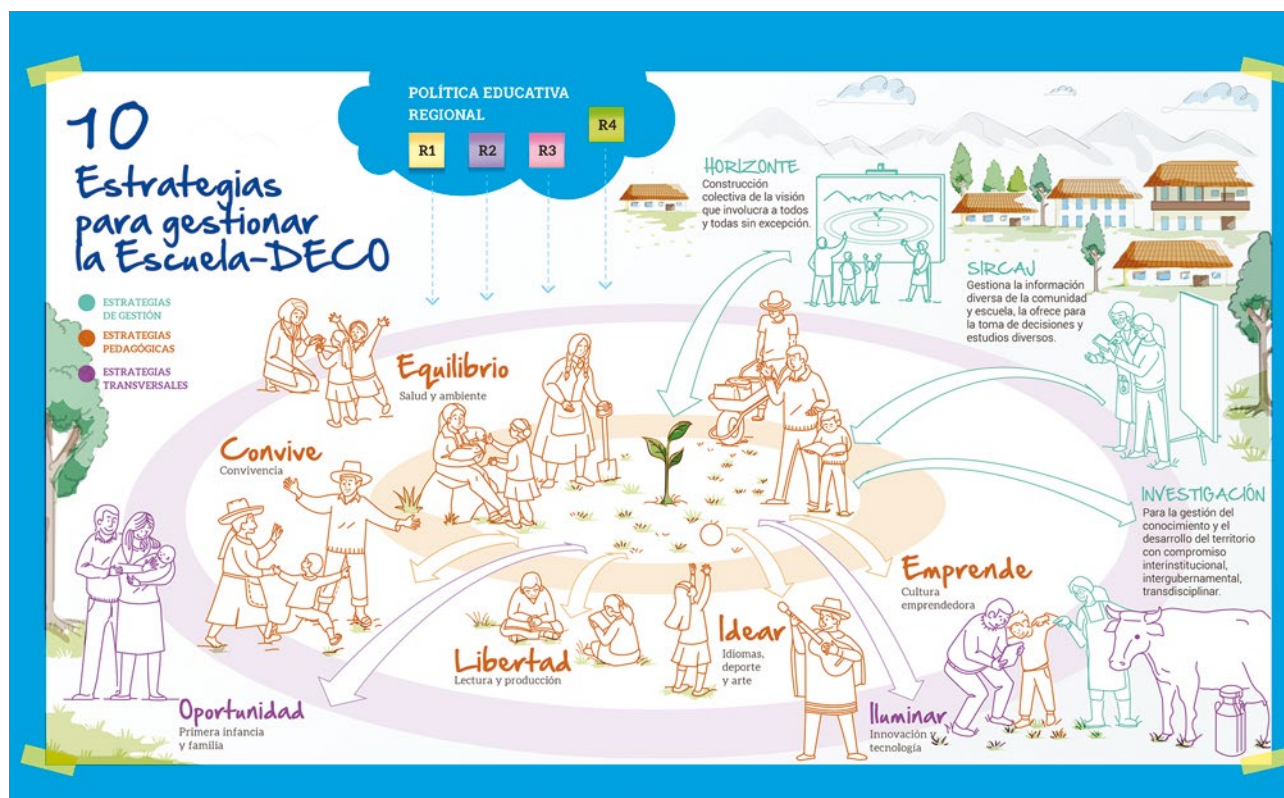 10
Estrategias
para gestionar
la Escuela-DECO
ESTRATEGIAS
DE GESTIÓN
ESTRATEGIAS
PEDAGÓGICAS
ESTRATEGIAS
TRANSVERSALES
POLÍTICA EDUCATIVA
REGIONAL
R1
R2
R3
R4
HORIZONTE
Construcción
colectiva de la visión
que involucra a todos
y todas sin excepción.
SIRCAJ
Gestiona la información
diversa de la comunidad
y escuela, la ofrece para
la toma de decisiones y
estudios diversos.
INVESTIGACIÓN
Para la gestión del
conocimiento y el
desarrollo del territorio
con compromiso
interinstitucional,
intergubernamental,
transdisciplinar.
Equilibrio
Salud y ambiente
Convive
Convivencia
Emprende
Cultura
emprendedora
Libertad
Lectura y producción
Idear
Idiomas,
deporte
y arte
Oportunidad
Primera infancia
y familia
Iluminar
Innovación y
tecnología